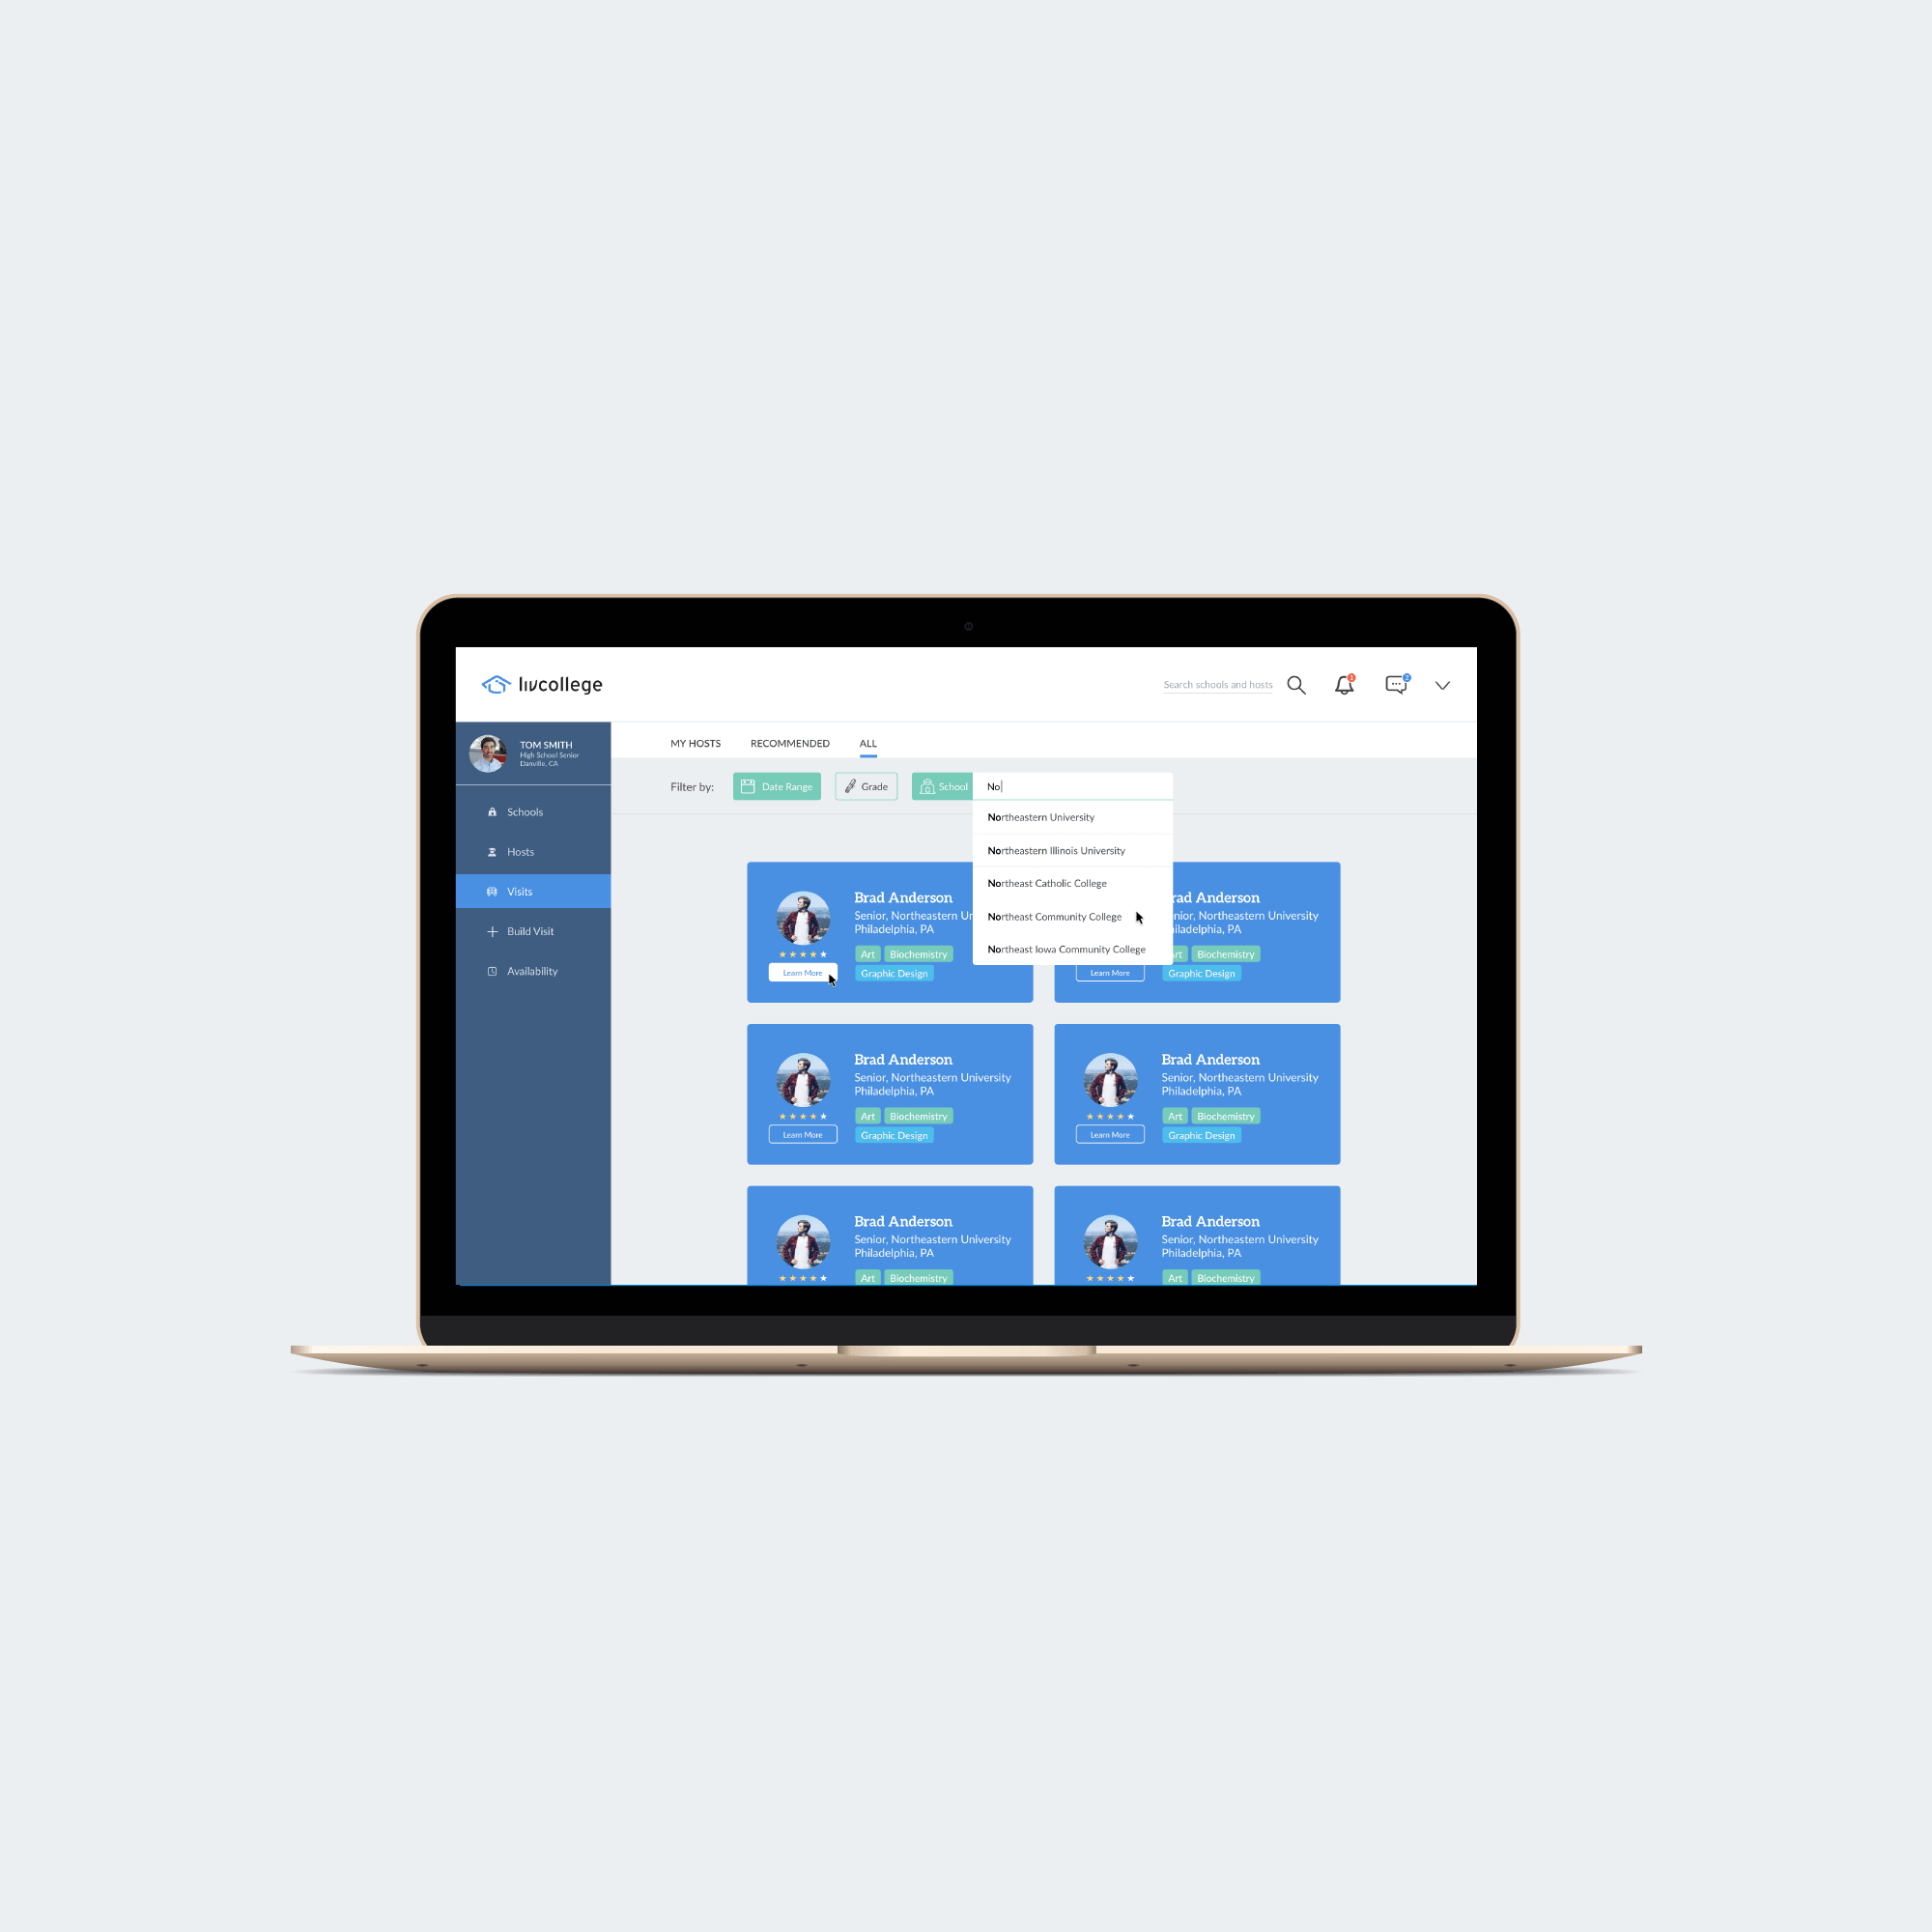 livcollege
Search schools and hosts
1
2
TOM SMITH
High School Senior
Danville, CA
Schools
Hosts
Visits
Build Visit
Availability
MY HOSTS RECOMMENDED ALL
Filter by: Date Range Grade School No
Northeastern University
Northeastern Illinois University
Northeast Catholic College
Northeast Community College
Northeast Iowa Community College
Brad Anderson
Senior, Northeastern Un
Philadelphia, PA
Art Biochemistry
Graphic Design
Learn More
rad Anderson
nior, Northeastern University
iladelphia, PA
rt Biochemistry
Graphic Design
Learn More
Brad Anderson
Senior, Northeastern University
Philadelphia, PA
Art Biochemistry
Graphic Design
Learn More
Brad Anderson
Senior, Northeastern University
Philadelphia, PA
Art Biochemistry
Graphic Design
Learn More
Brad Anderson
Senior, Northeastern University
Philadelphia, PA
Art Biochemistry
Brad Anderson
Senior, Northeastern University
Philadelphia, PA
Art Biochemistry